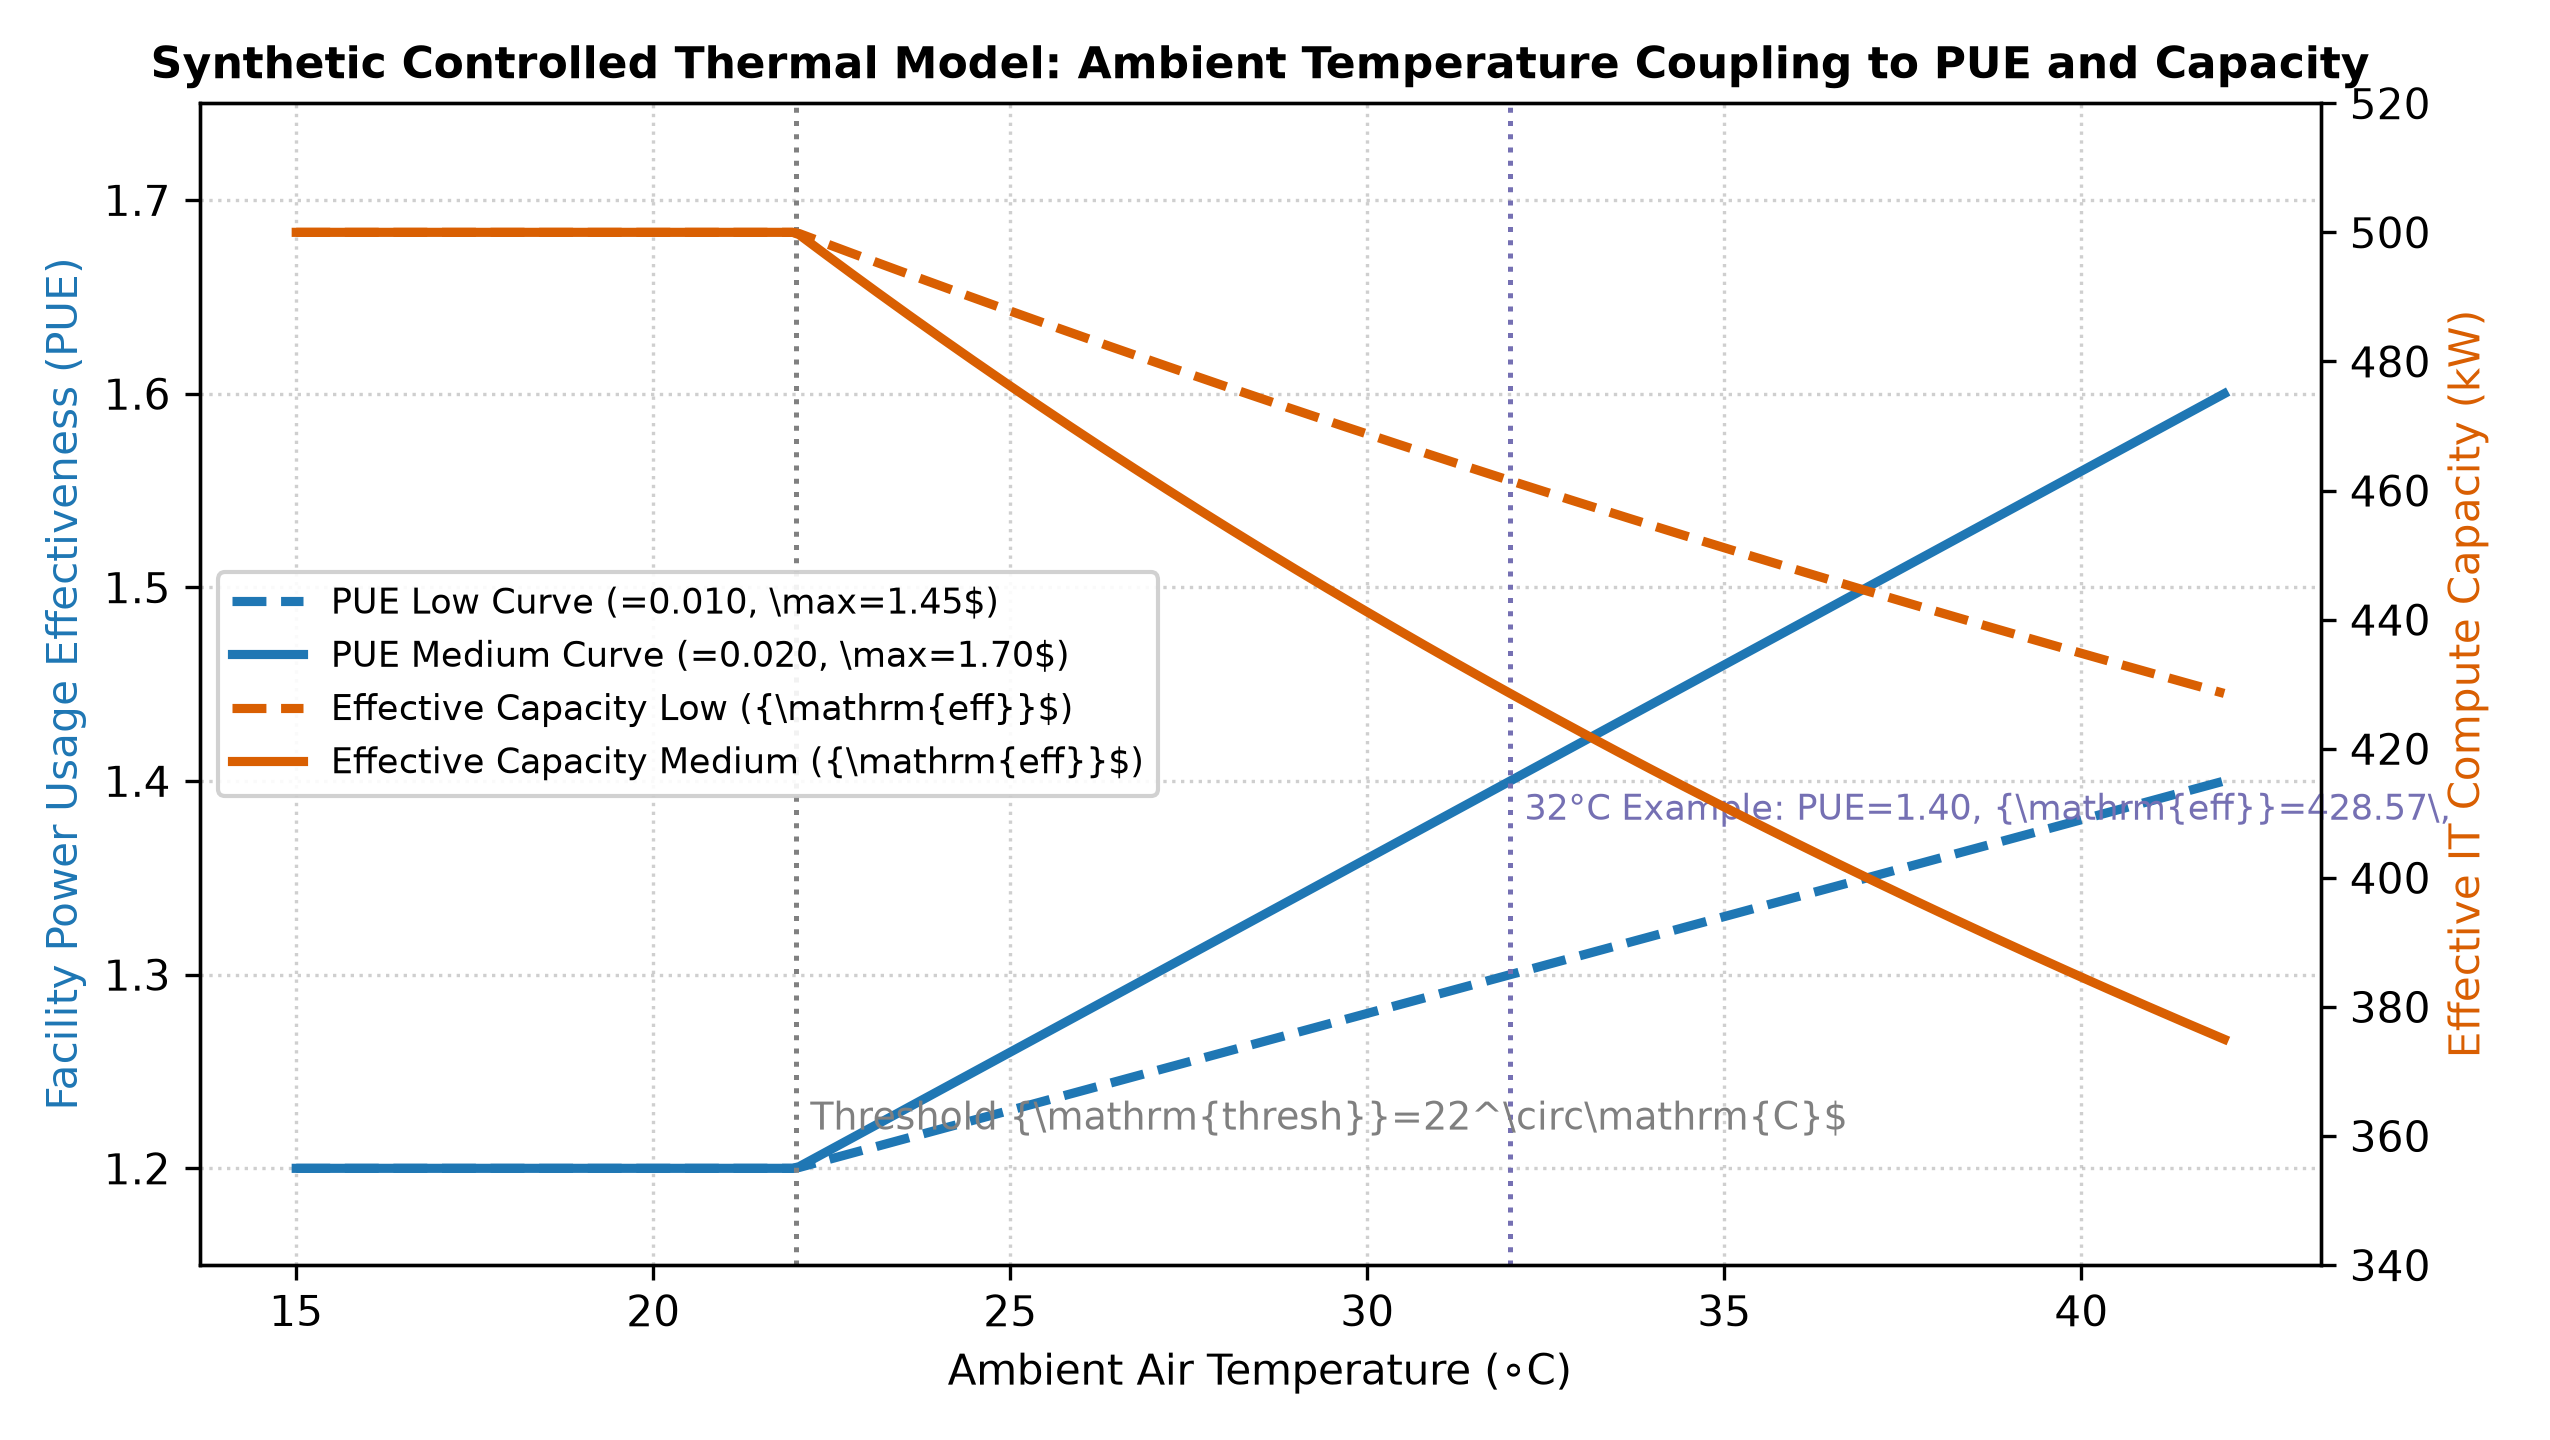 Synthetic Controlled Thermal Model: Ambient Temperature Coupling to PUE and Capacity
Facility Power Usage Effectiveness (PUE)
1.7
1.6
1.5
1.4
1.3
1.2
PUE Low Curve (=0.010, \max=1.45$)
PUE Medium Curve (=0.020, \max=1.70$)
Effective Capacity Low ({\mathrm{eff}}$)
Effective Capacity Medium ({\mathrm{eff}}$)
32°C Example: PUE=1.40, {\mathrm{eff}}=428.57\,
Threshold {\mathrm{thresh}}=22^\circ\mathrm{C}$
520
500
480
460
440
420
400
380
360
340
Effective IT Compute Capacity (kW)
15
20
25
30
35
40
Ambient Air Temperature (∘C)